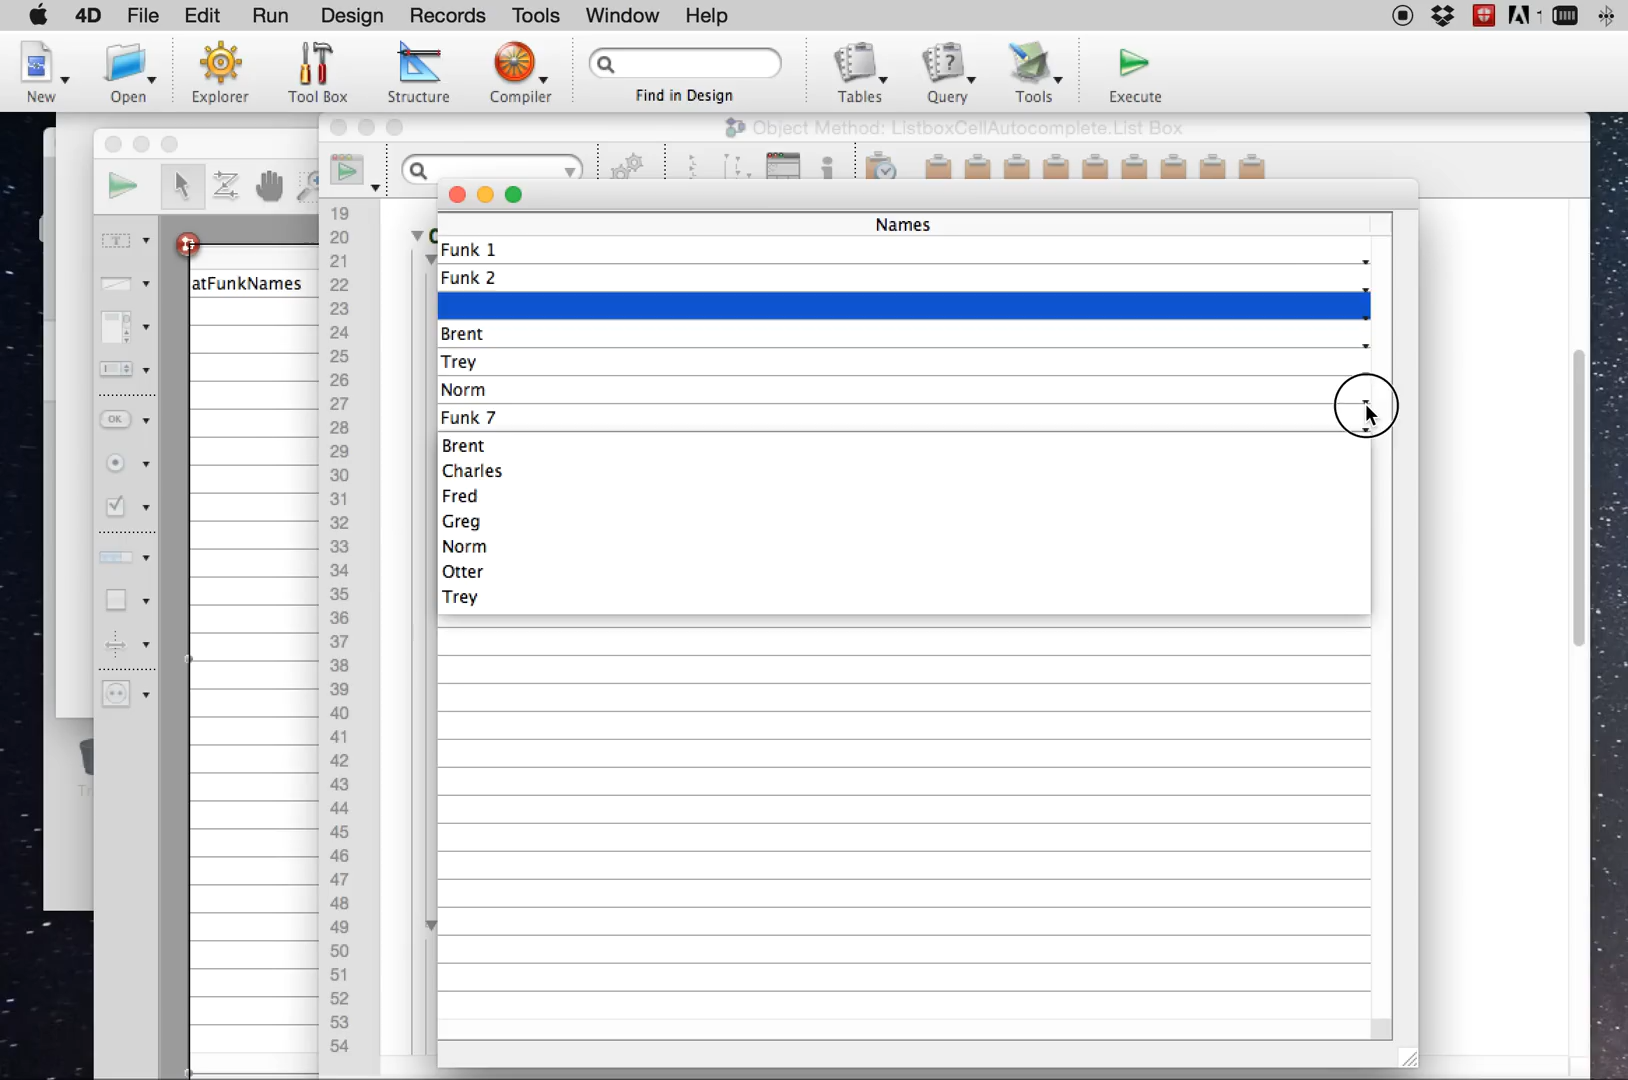 4D File Edit Run Design Records Tools Window Help
1
New Open Explorer Tool Box Structure Compiler Find in Design Tables Query Tools Execute
Object Method: ListboxCellAutocomplete.List Box
Names
atFunkNames
OK
19
20
21
22
23
24
25
26
27
28
29
30
31
32
33
34
35
36
37
38
39
40
41
42
43
44
45
46
47
48
49
50
51
52
53
54
Funk 1
Funk 2
Brent
Trey
Norm
Funk 7
Brent
Charles
Fred
Greg
Norm
Otter
Trey